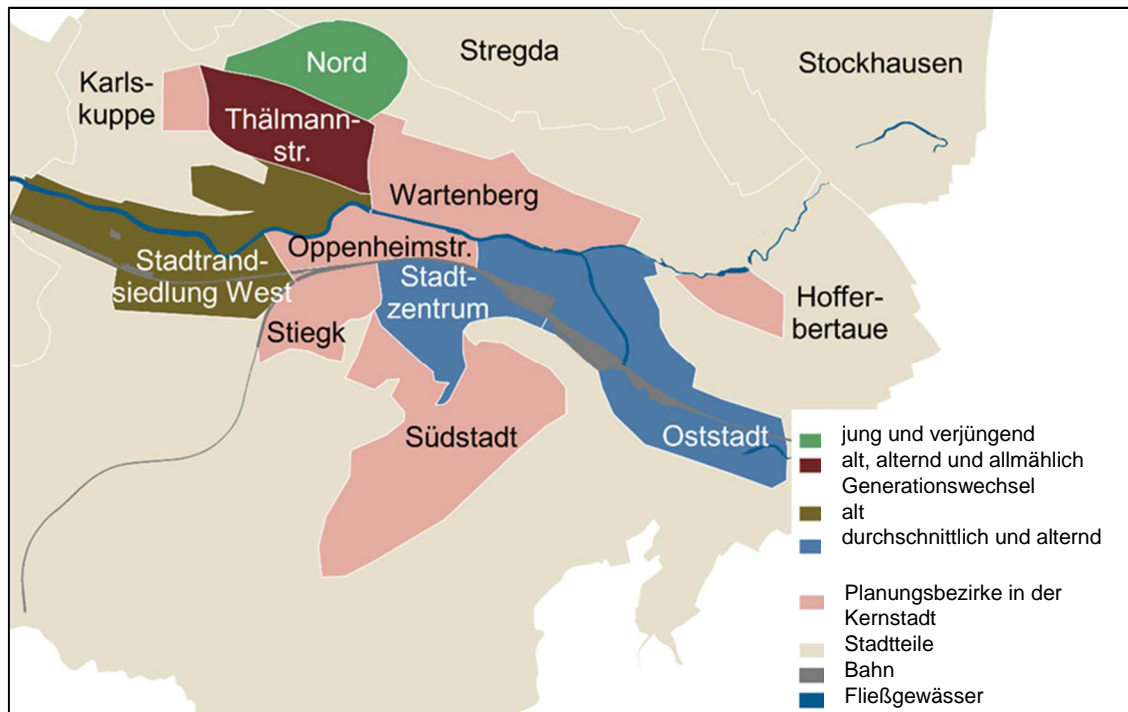 Nord
Stregda
Stockhausen
Karls-
kuppe
Thälmann-
str.
Wartenberg
Oppenheimstr.
Stadtrand-
siedlung West
Stadt-
zentrum
Hoffer-
bertaue
Stiegk
Südstadt
Oststadt
jung und verjüngend
alt, alternd und allmählich
Generationswechsel
alt
durchschnittlich und alternd
Planungsbezirke in der
Kernstadt
Stadtteile
Bahn
Fließgewässer